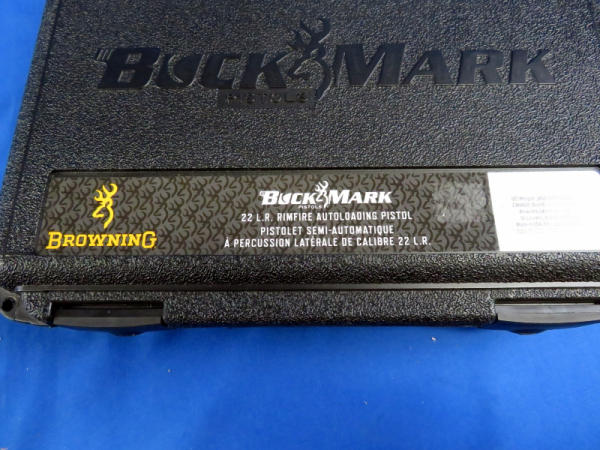 BUCK MARK
PISTOLS
BROWNING
BUCK MARK
PISTOLS
22 L.R. RIMFIRE AUTOLOADING PISTOL
PISTOLET SEMI-AUTOMATIQUE
À PERCUSSION LATÉRALE DE CALIBRE 22 L.R.